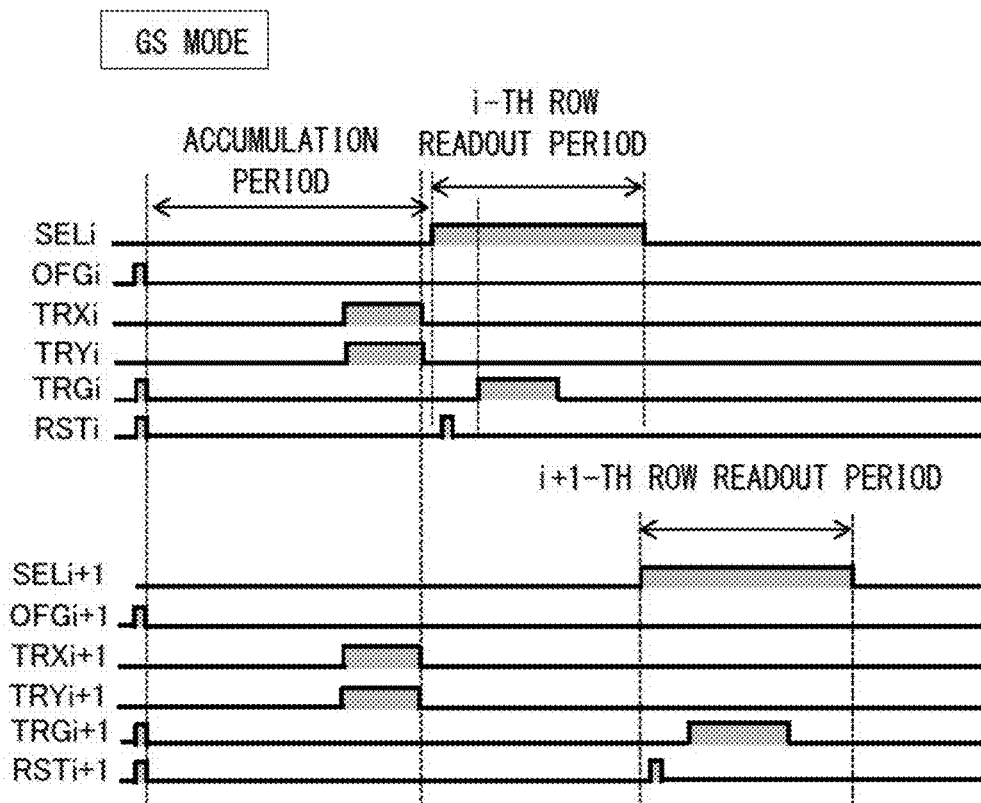 GS MODE
i-TH ROW
READOUT PERIOD
ACCUMULATION
PERIOD
SELi
OFGi
TRXi
TRYi
TRGi
RSTi
i+1-TH ROW READOUT PERIOD
SELi+1
OFGi+1
TRXi+1
TRYi+1
TRGi+1
RSTi+1